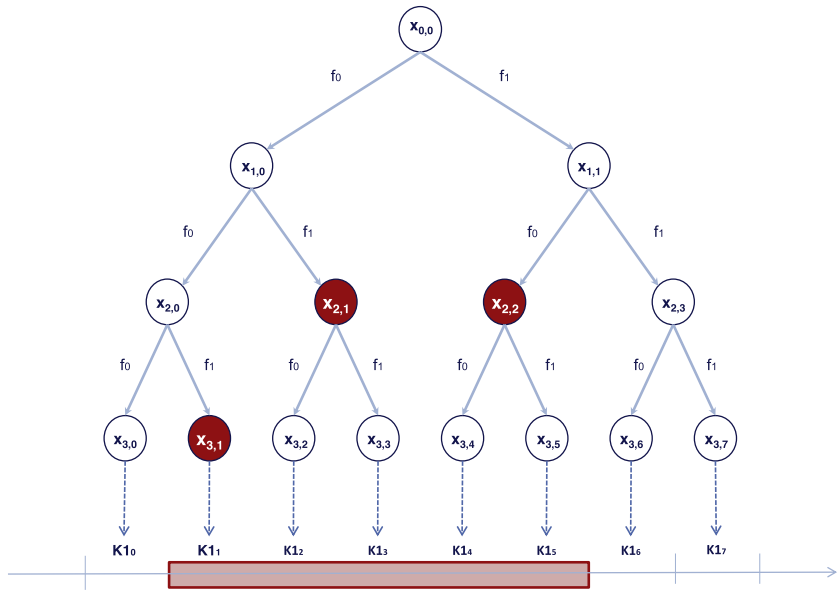 x0,0
f0 f1
x1,0 x1,1
f0 f1 f0 f1
x2,0 x2,1 x2,2 x2,3
f0 f1 f0 f1 f0 f1 f0 f1
x3,0 x3,1 x3,2 x3,3 x3,4 x3,5 x3,6 x3,7
K10 K11 K12 K13 K14 K15 K16 K17